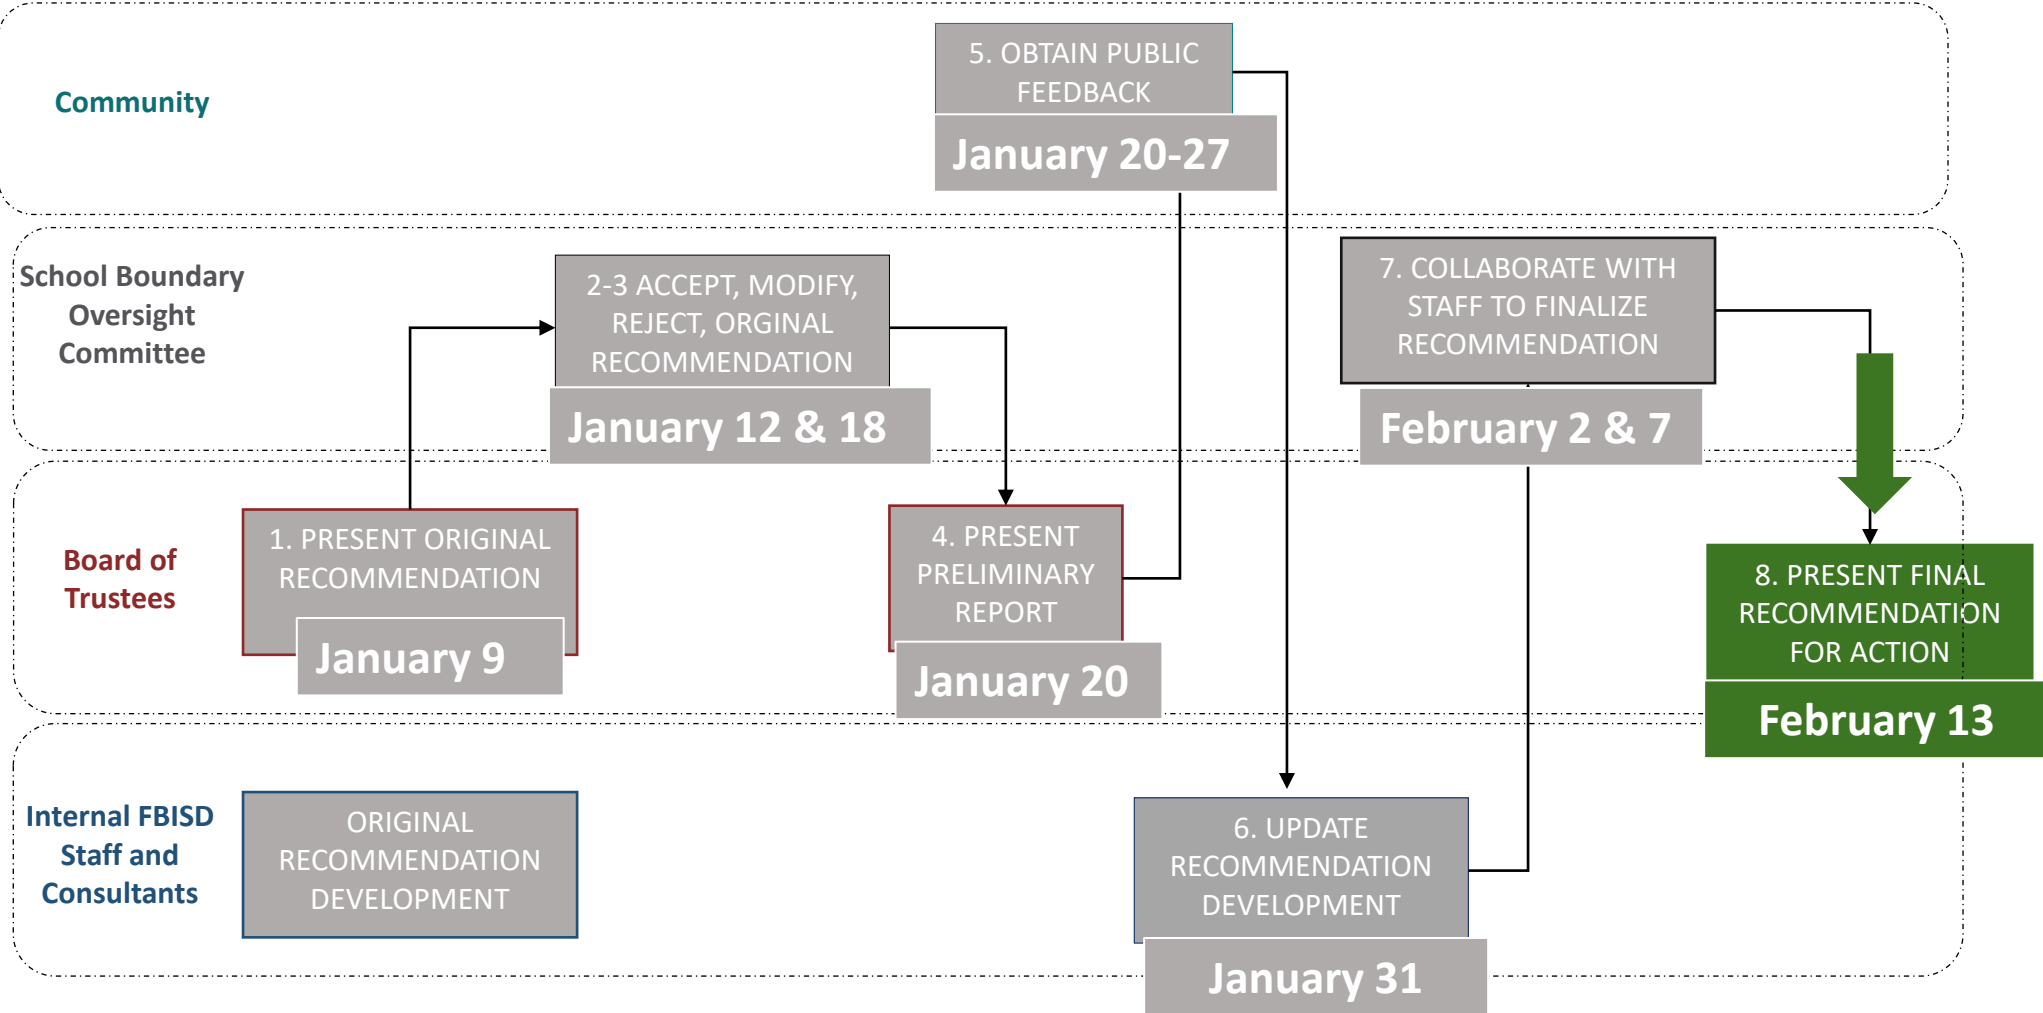 Community
5. OBTAIN PUBLIC
FEEDBACK
January 20-27
School Boundary
Oversight
Committee
2-3 ACCEPT, MODIFY,
REJECT, ORGINAL
RECOMMENDATION
January 12 & 18
7. COLLABORATE WITH
STAFF TO FINALIZE
RECOMMENDATION
February 2 & 7
Board of
Trustees
1. PRESENT ORIGINAL
RECOMMENDATION
January 9
4. PRESENT
PRELIMINARY
REPORT
January 20
8. PRESENT FINAL
RECOMMENDATION
FOR ACTION
February 13
Internal FBISD
Staff and
Consultants
ORIGINAL
RECOMMENDATION
DEVELOPMENT
6. UPDATE
RECOMMENDATION
DEVELOPMENT
January 31